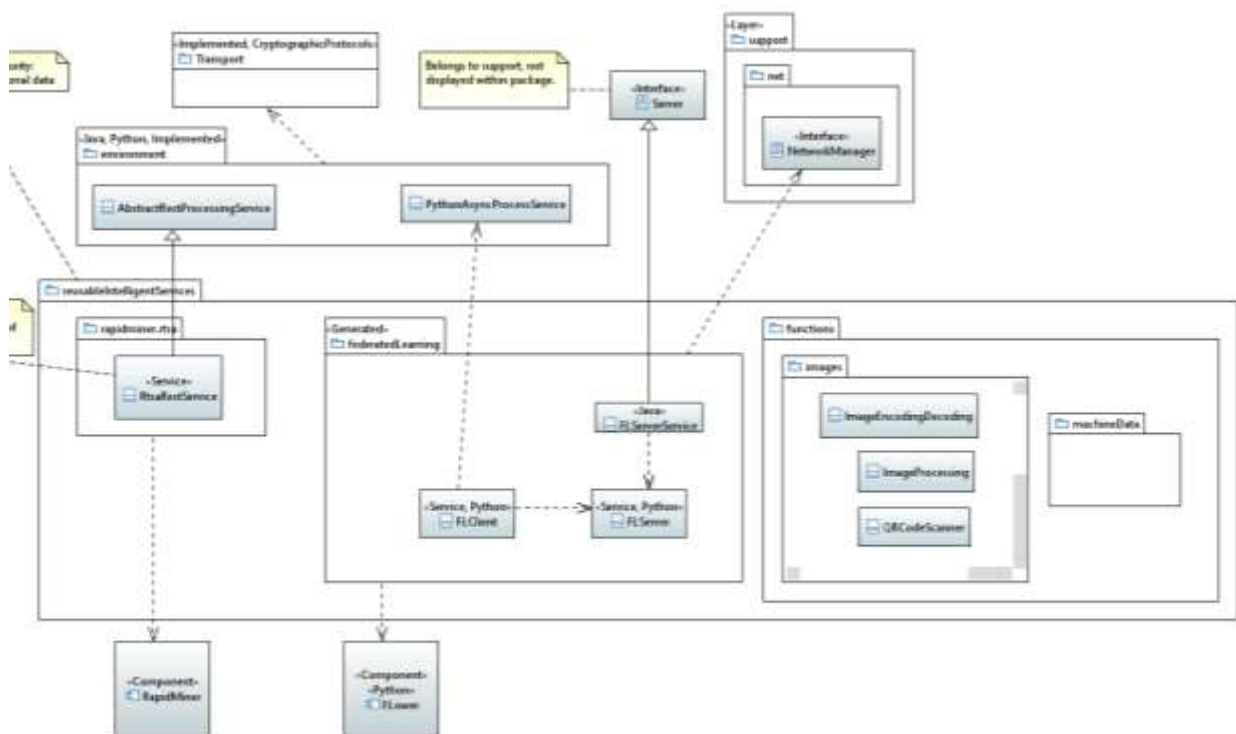 «Layer»
support
«Implemented, CryptographicProtocols»
Transport
Belongs to support, not
displayed within package.
net
«Interface»
Server
«Interface»
NetworkManager
«Java, Python, Implemented»
environment
AbstractRestProcessingService
PythonAsyncProcessService
reusableIntelligentServices
rapidminer.rtsa
«Generated»
federatedLearning
functions
images
«Service»
RtsaRestService
ImageEncodingDecoding
«Java»
FLServerService
machineData
ImageProcessing
«Service, Python»
FLClient
«Service, Python»
FLServer
QRCodeScanner
«Component»
RapidMiner
«Component»
«Python»
FLower